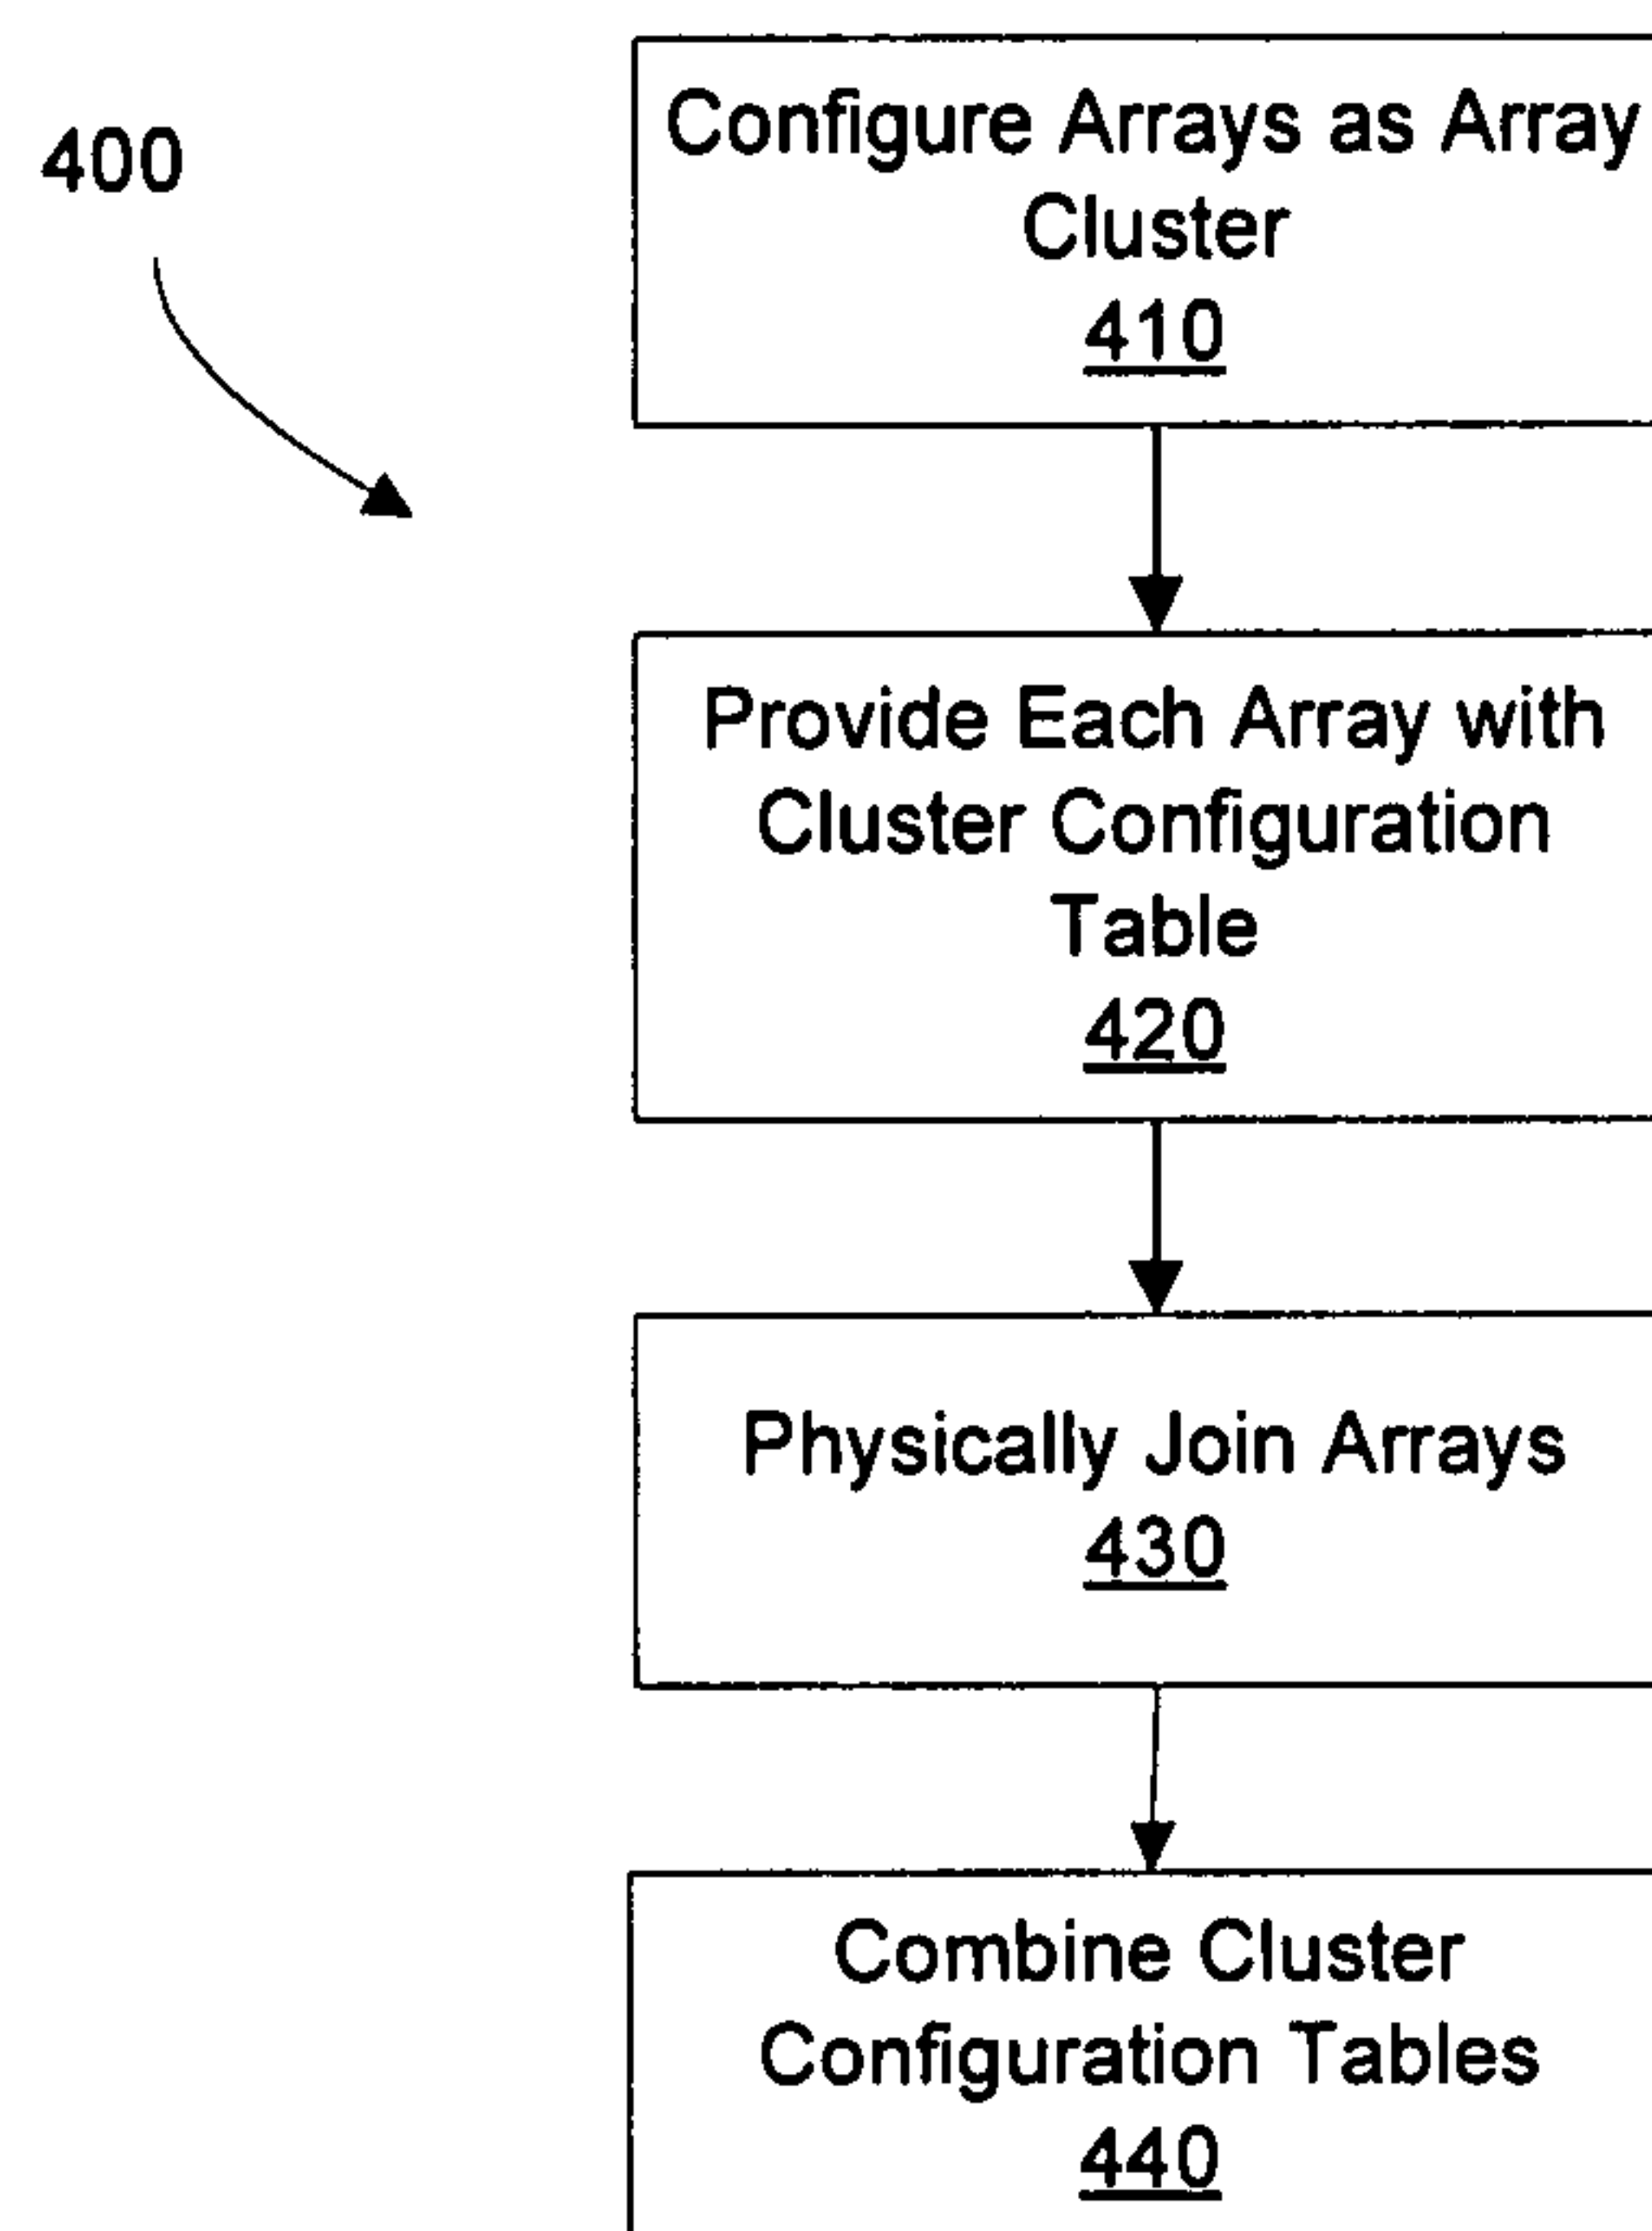 400
Configure Arrays as Array
Cluster
410
Provide Each Array with
Cluster Configuration
Table
420
Physically Join Arrays
430
Combine Cluster
Configuration Tables
440